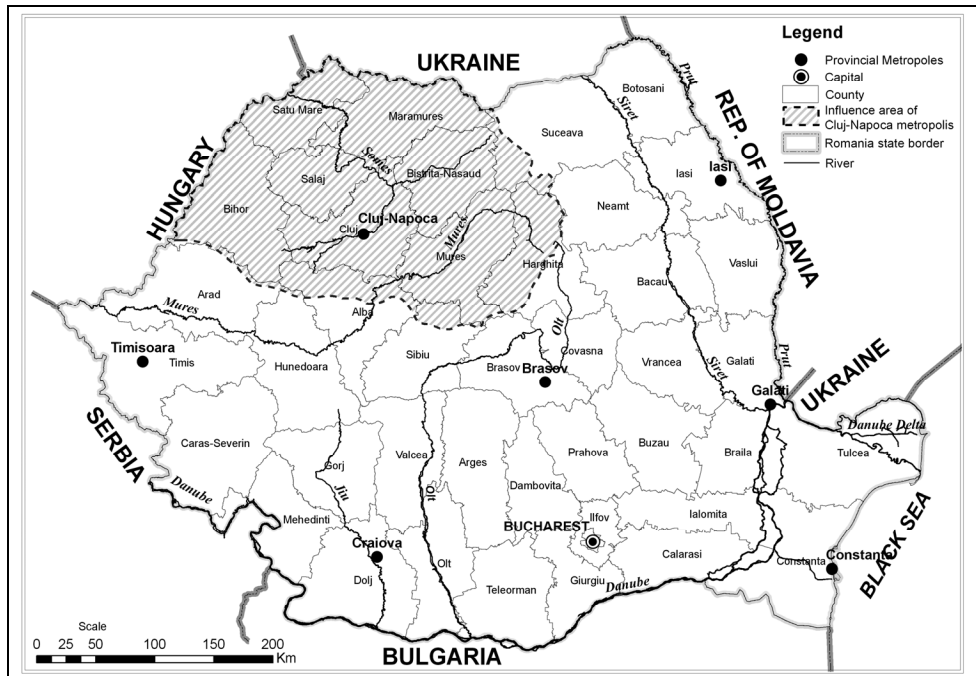 UKRAINE
Legend
Provincial Metropoles
Capital
County
Influence area of
Cluj-Napoca metropolis
Romania state border
River
HUNGARY
REP. OF MOLDAVIA
Satu Mare
Maramures
Botosani
Prut
Siret
Suceava
Somes
Bistrita-Nasaud
Salaj
Iasi
Iasi
Bihor
Neamt
Cluj-Napoca
Cluj
Mures
Mures
Harghita
Vaslui
Bacau
Arad
Mures
Alba
Olt
Timisoara
Timis
Hunedoara
Sibiu
Brasov
Brasov
Covasna
Vrancea
Galati
Siret
Prut
Galati
UKRAINE
SERBIA
Danube
Caras-Severin
Gorj
Jiu
Valcea
Olt
Arges
Prahova
Buzau
Braila
Danube Delta
Tulcea
Dambovita
Mehedinti
BUCHAREST
Ilfov
Ialomita
Craiova
Dolj
Olt
Teleorman
Giurgiu
Danube
Calarasi
Constanta
Constanta
BLACK SEA
BULGARIA
Scale
0 25 50 100 150 200
Km